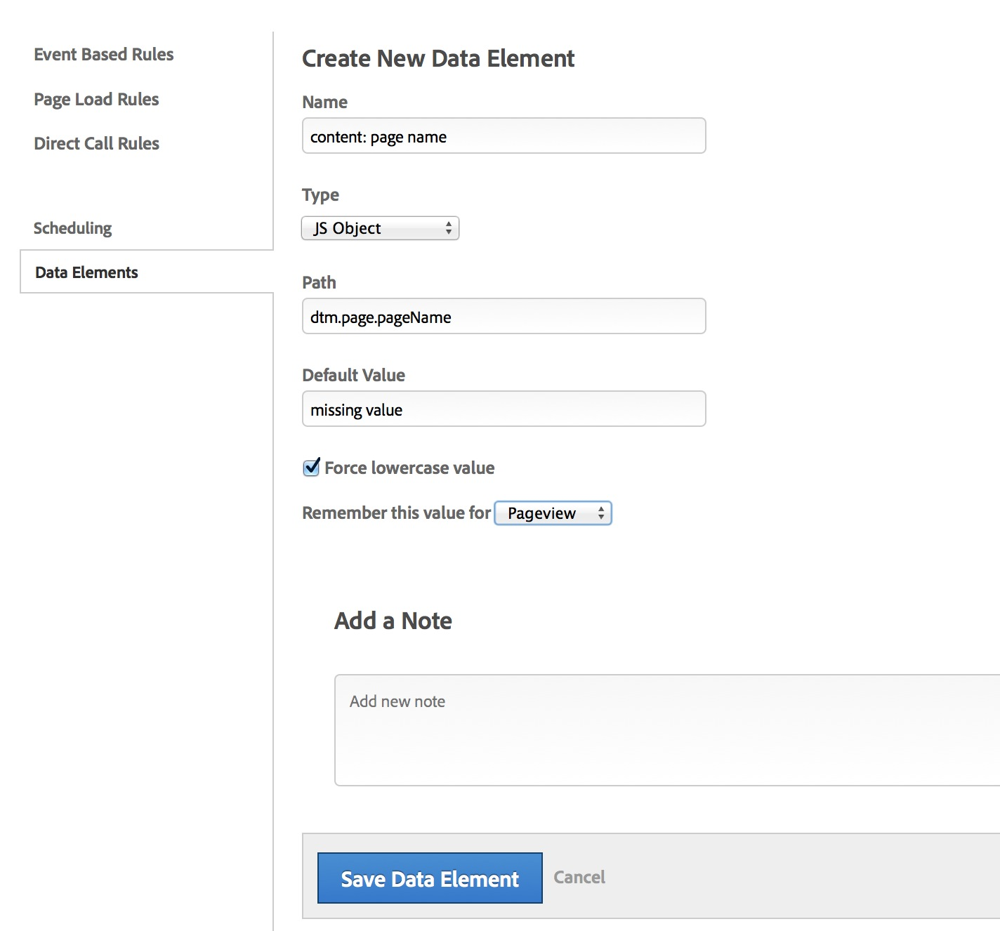 Event Based Rules
Page Load Rules
Direct Call Rules
Scheduling
Data Elements
Create New Data Element
Name
content: page name
Type
JS Object
Path
dtm.page.pageName
Default Value
missing value
Force lowercase value
Remember this value for Pageview
Add a Note
Add new note
Save Data Element Cancel